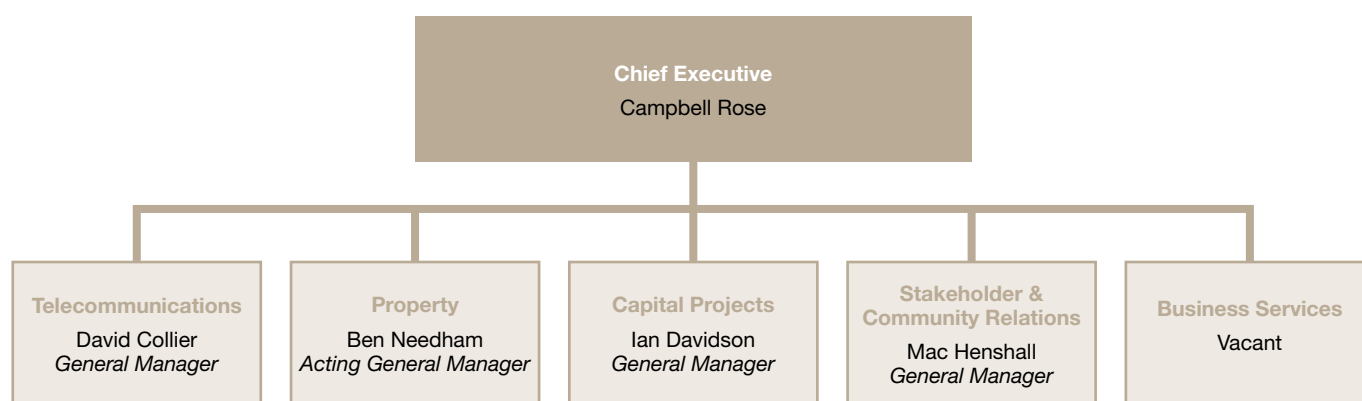 Chief Executive
Campbell Rose
Telecommunications
David Collier
General Manager
Property
Ben Needham
Acting General Manager
Capital Projects
Ian Davidson
General Manager
Stakeholder &
Community Relations
Mac Henshall
General Manager
Business Services
Vacant